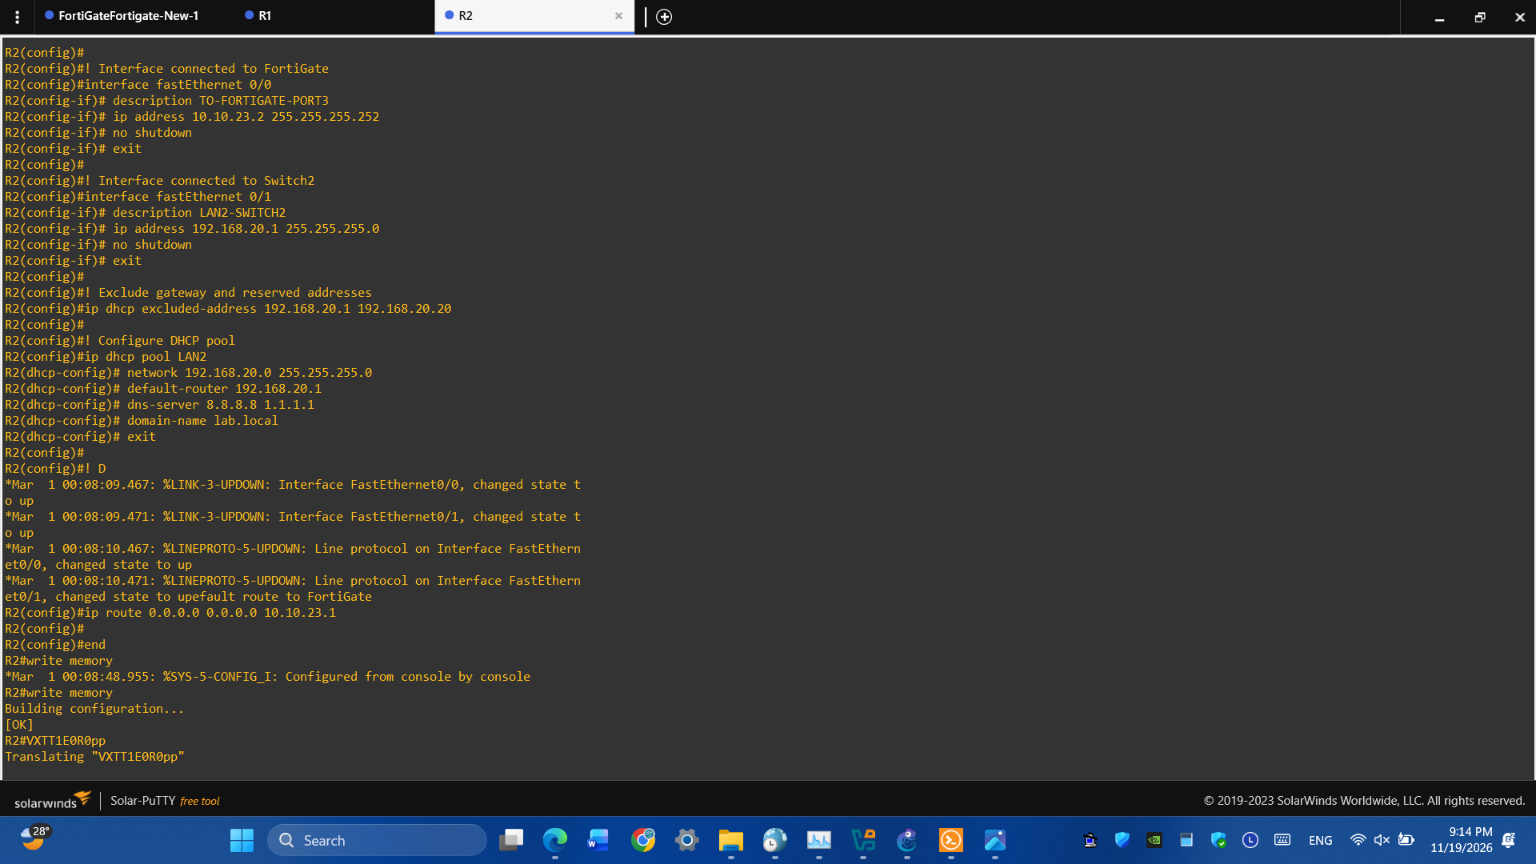 FortiGateFortigate-New-1
R1
R2
R2(config)#
R2(config)#! Interface connected to FortiGate
R2(config)#interface fastEthernet 0/0
R2(config-if)# description TO-FORTIGATE-PORT3
R2(config-if)# ip address 10.10.23.2 255.255.255.252
R2(config-if)# no shutdown
R2(config-if)# exit
R2(config)#
R2(config)#! Interface connected to Switch2
R2(config)#interface fastEthernet 0/1
R2(config-if)# description LAN2-SWITCH2
R2(config-if)# ip address 192.168.20.1 255.255.255.0
R2(config-if)# no shutdown
R2(config-if)# exit
R2(config)#
R2(config)#! Exclude gateway and reserved addresses
R2(config)#ip dhcp excluded-address 192.168.20.1 192.168.20.20
R2(config)#
R2(config)#! Configure DHCP pool
R2(config)#ip dhcp pool LAN2
R2(dhcp-config)# network 192.168.20.0 255.255.255.0
R2(dhcp-config)# default-router 192.168.20.1
R2(dhcp-config)# dns-server 8.8.8.8 1.1.1.1
R2(dhcp-config)# domain-name lab.local
R2(dhcp-config)# exit
R2(config)#
R2(config)#! D
*Mar  1 00:08:09.467: %LINK-3-UPDOWN: Interface FastEthernet0/0, changed state t
o up
*Mar  1 00:08:09.471: %LINK-3-UPDOWN: Interface FastEthernet0/1, changed state t
o up
*Mar  1 00:08:10.467: %LINEPROTO-5-UPDOWN: Line protocol on Interface FastEthern
et0/0, changed state to up
*Mar  1 00:08:10.471: %LINEPROTO-5-UPDOWN: Line protocol on Interface FastEthern
et0/1, changed state to upefault route to FortiGate
R2(config)#ip route 0.0.0.0 0.0.0.0 10.10.23.1
R2(config)#
R2(config)#end
R2#write memory
*Mar  1 00:08:48.955: %SYS-5-CONFIG_I: Configured from console by console
R2#write memory
Building configuration...
[OK]
R2#VXTT1E0R0pp
Translating "VXTT1E0R0pp"
solarwinds Solar-PuTTY free tool
© 2019-2023 SolarWinds Worldwide, LLC. All rights reserved.
28°
Search
ENG
9:14 PM
11/19/2026